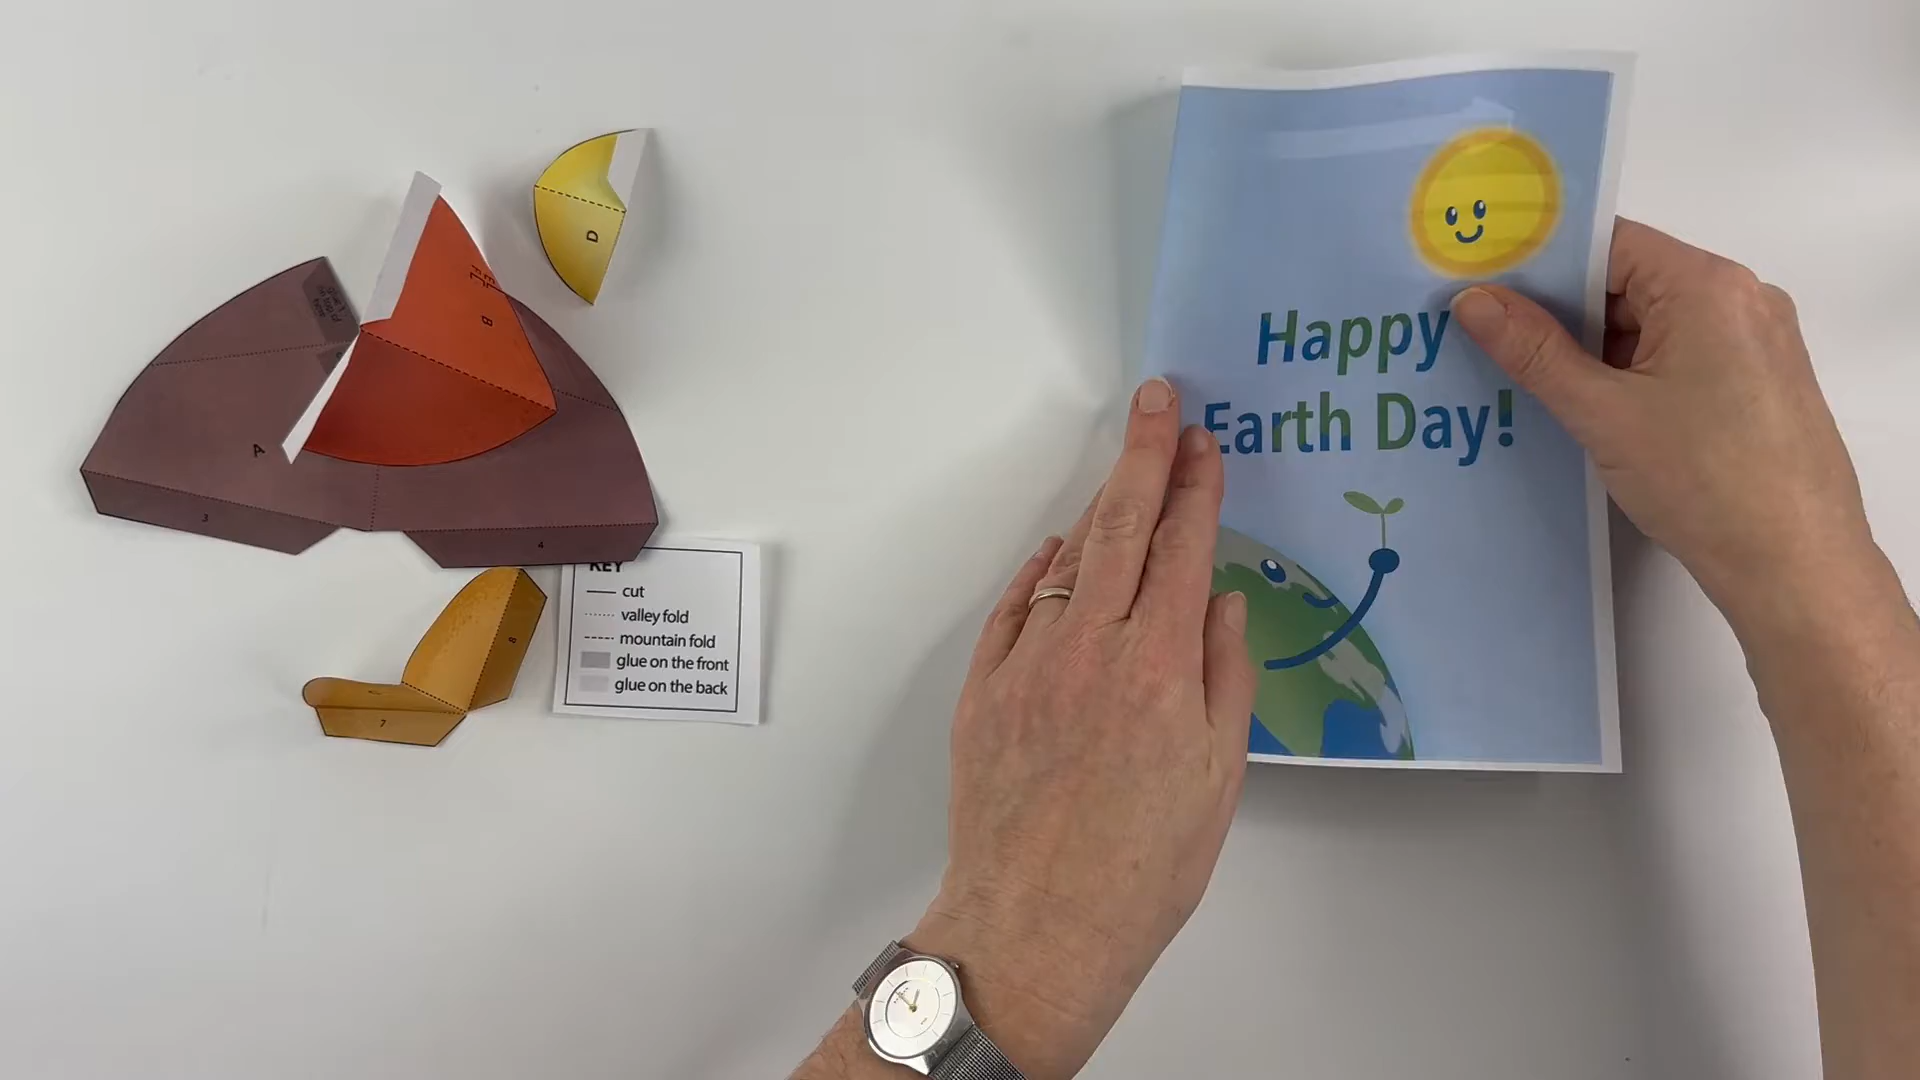 D
B
A
3
4
KEY
cut
valley fold
mountain fold
glue on the front
glue on the back
8
7
Happy
Earth Day!